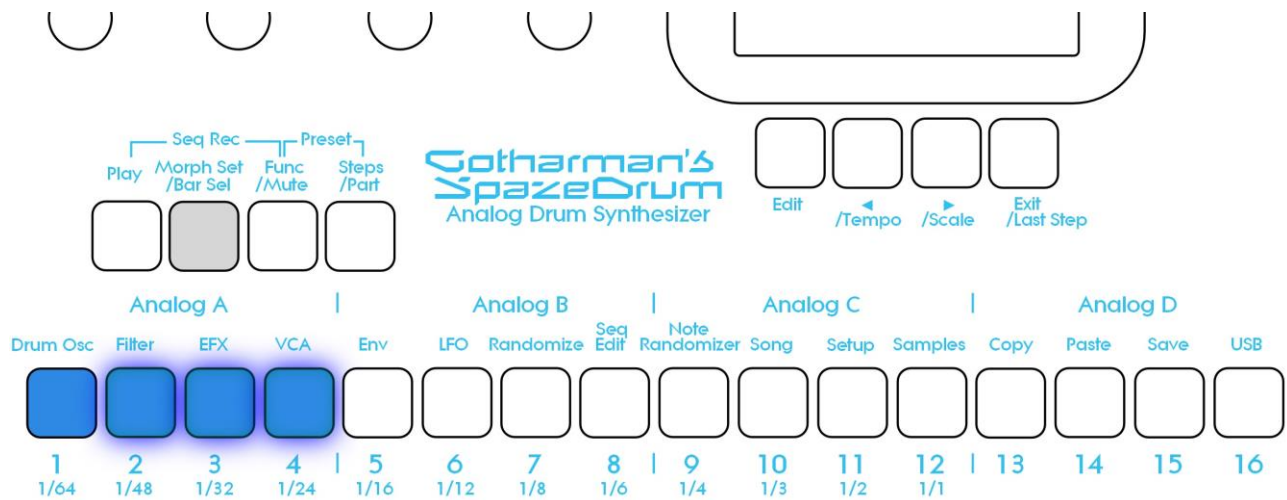 Seq Rec Preset
Play Morph Set /Bar Sel Func /Mute Steps /Part
Gotharman's
SpazeDrum
Analog Drum Synthesizer
Edit ◄ /Tempo ► /Scale Exit /Last Step
Analog A | Analog B | Analog C | Analog D
Drum Osc Filter EFX VCA Env LFO Randomize Seq Edit Note Randomizer Song Setup Samples Copy Paste Save USB
1 2 3 4 | 5 6 7 8 | 9 10 11 12 | 13 14 15 16
1/64 1/48 1/32 1/24 1/16 1/12 1/8 1/6 1/4 1/3 1/2 1/1